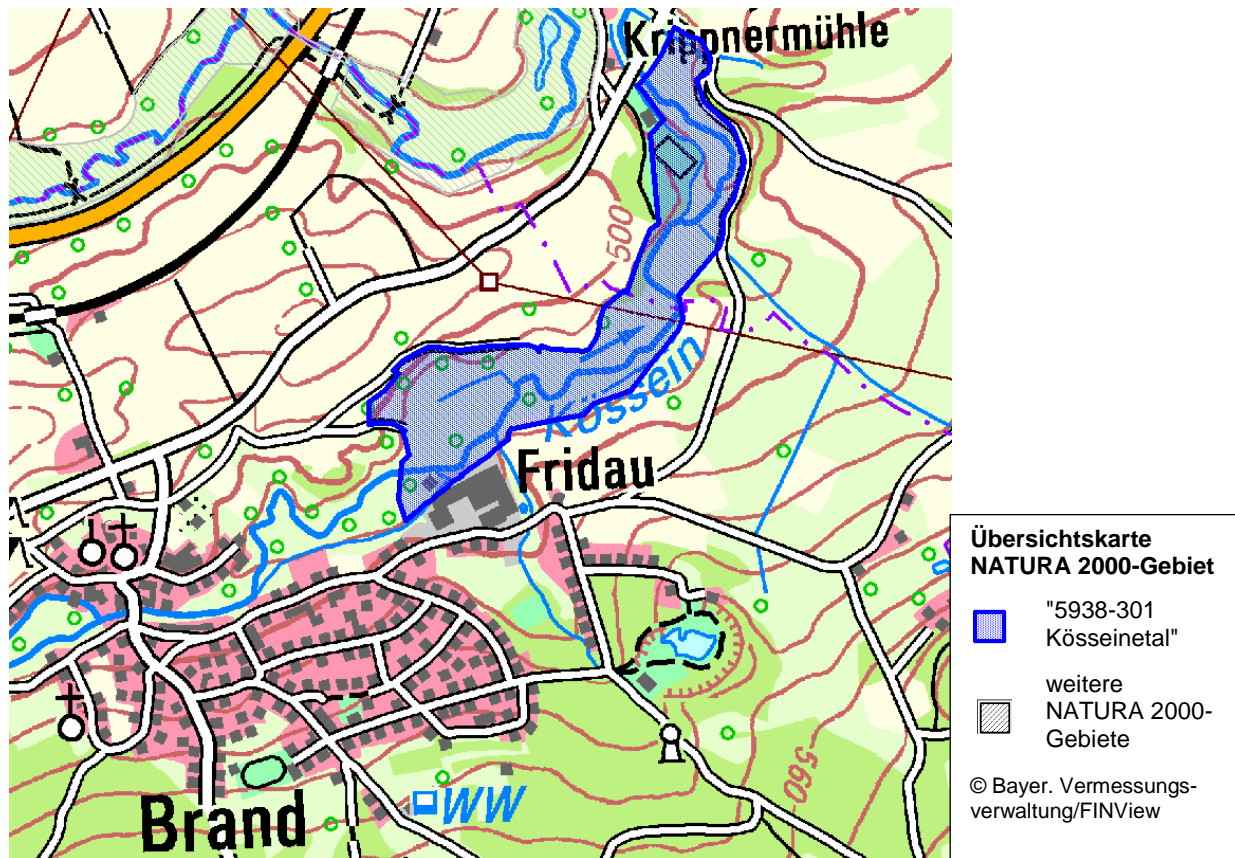 Krippnermühle
500
Kössein
Fridau
Brand
WW
560
Übersichtskarte
NATURA 2000-Gebiet
"5938-301
Kösseinetal"
weitere
NATURA 2000-
Gebiete
© Bayer. Vermessungs-
verwaltung/FINView